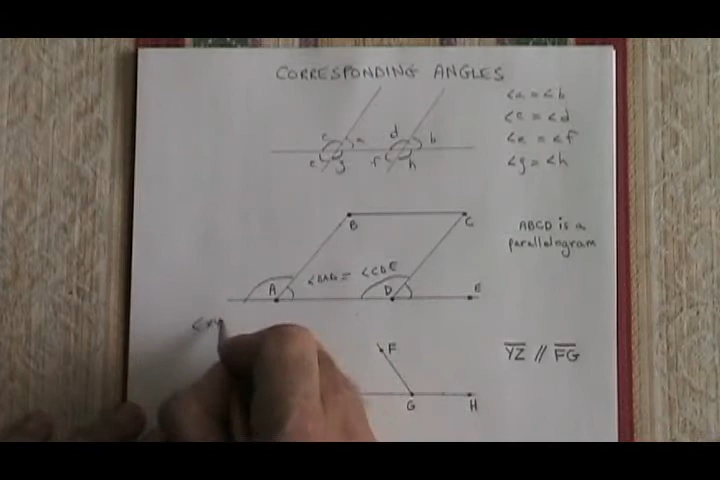 CORRESPONDING ANGLES
<a = <b
<c = <d
<e = <f
<g = <h
c a d b
e g f h
B C
ABCD is a
parallelogram
<BAD = <CDE
A D E
F
YZ // FG
G H